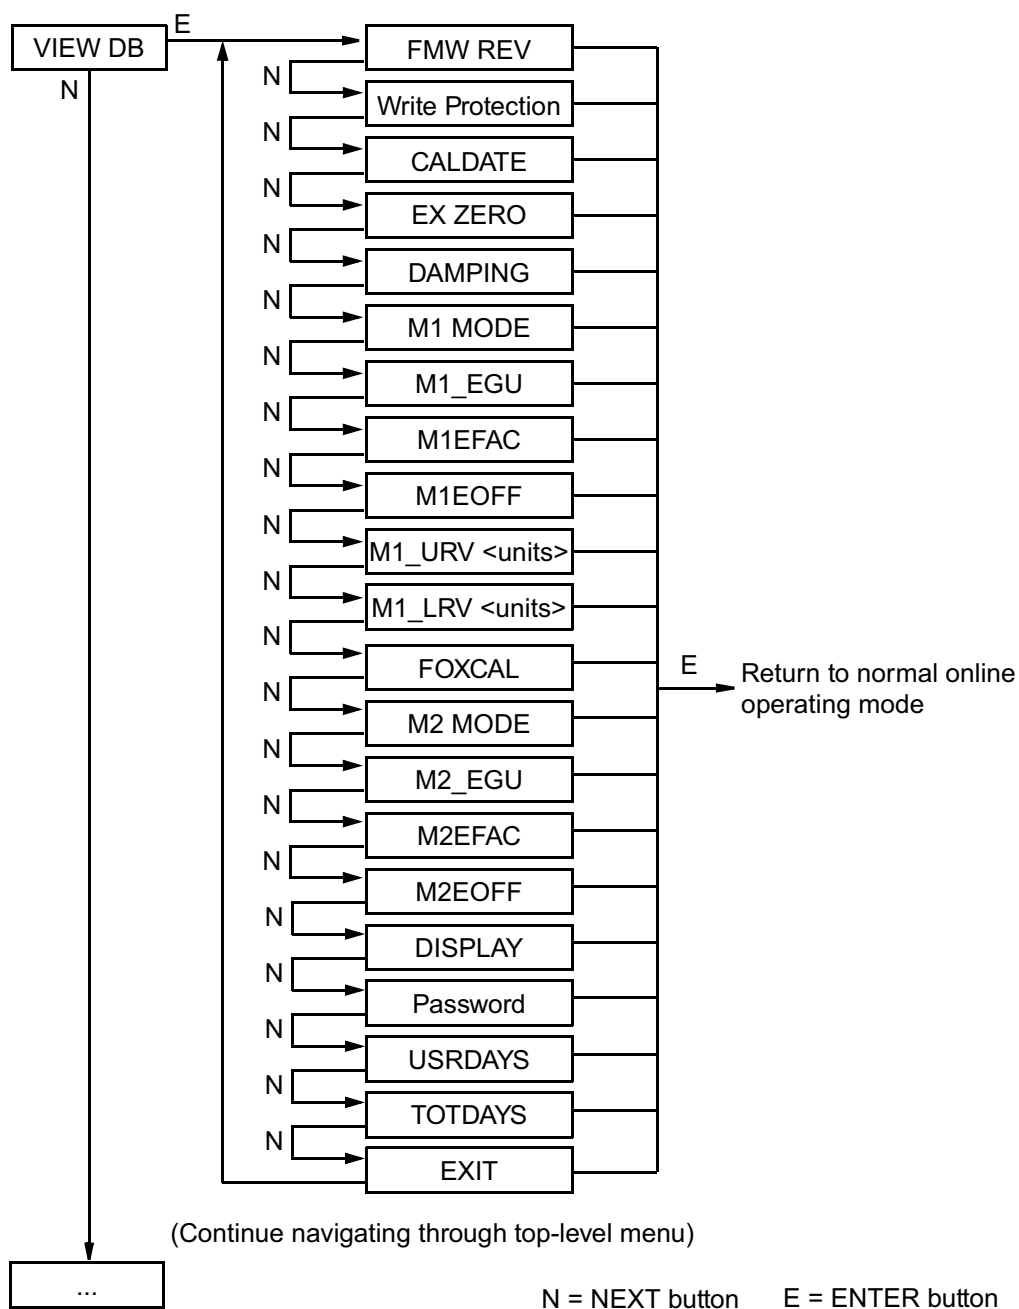 E
VIEW DB
N
FMW REV
N
Write Protection
N
CALDATE
N
EX ZERO
N
DAMPING
N
M1 MODE
N
M1_EGU
N
M1EFAC
N
M1EOFF
N
M1_URV <units>
N
M1_LRV <units>
N
FOXCAL
N
M2 MODE
N
M2_EGU
N
M2EFAC
N
M2EOFF
N
DISPLAY
N
Password
N
USRDAYS
N
TOTDAYS
N
EXIT
E
Return to normal online
operating mode
(Continue navigating through top-level menu)
...
N = NEXT button E = ENTER button